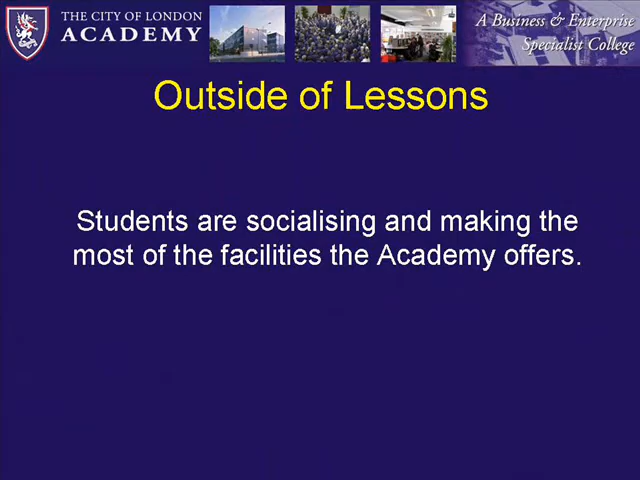 THE CITY OF LONDON
ACADEMY
A Business & Enterprise
Specialist College
Outside of Lessons
Students are socialising and making the
most of the facilities the Academy offers.